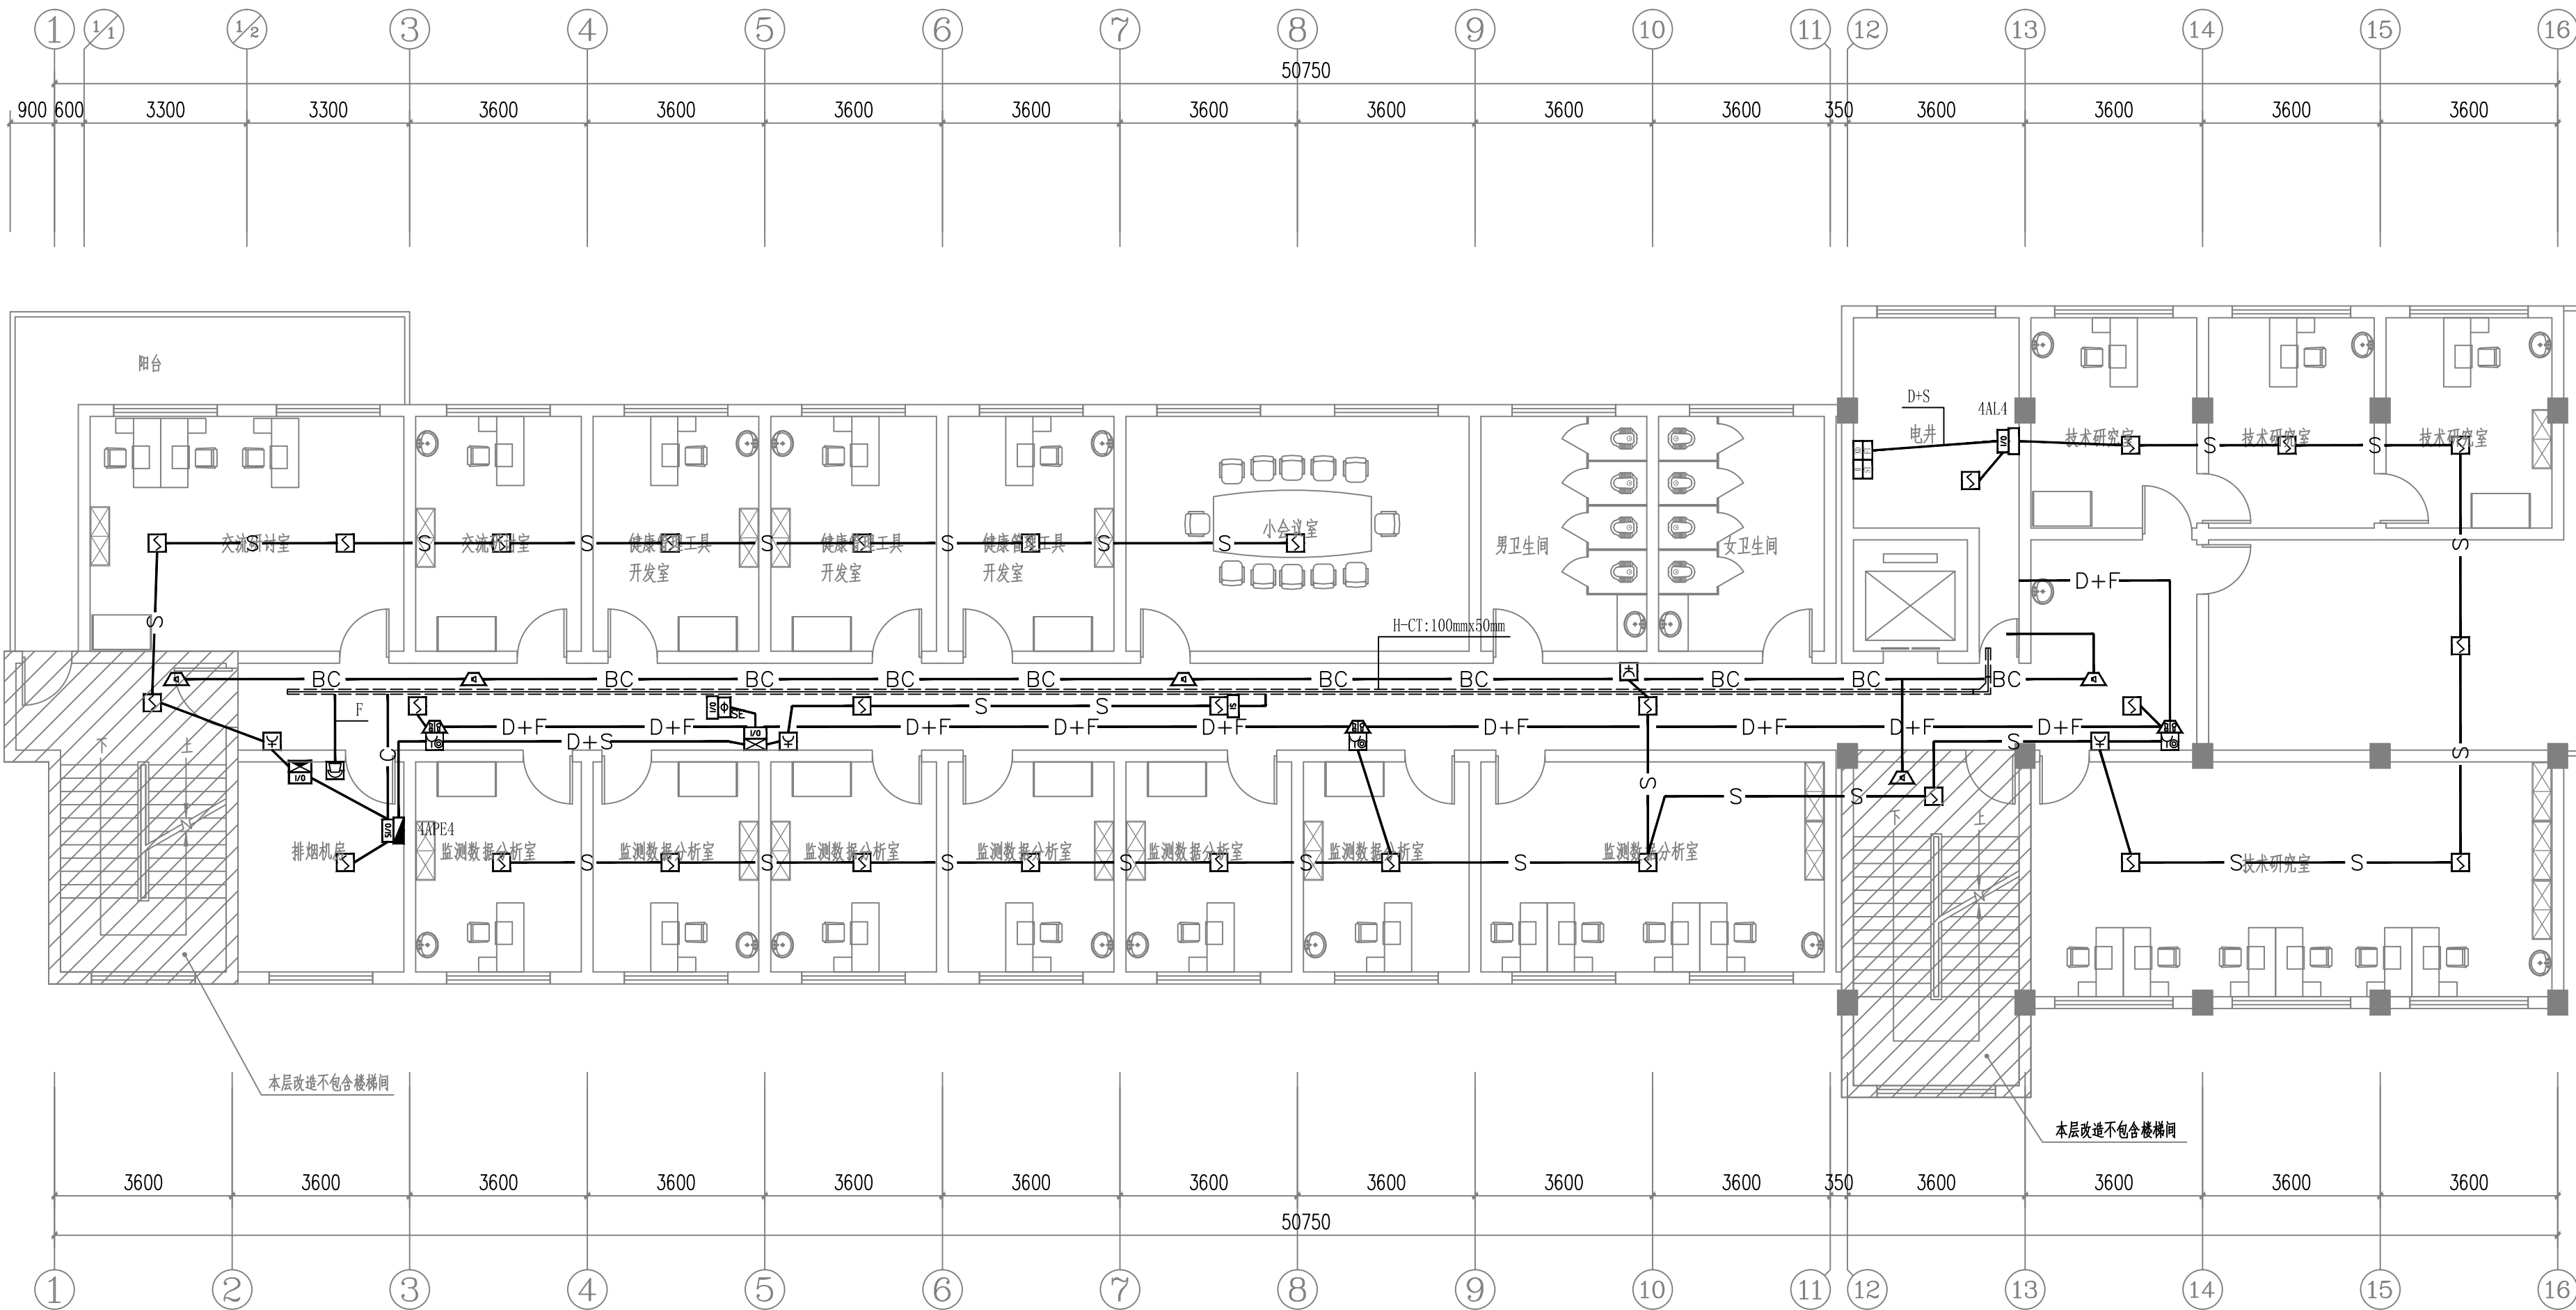 1 1/1 1/2 3 4 5 6 7 8 9 10 11 12 13 14 15 16
50750
900 600 3300 3300 3600 3600 3600 3600 3600 3600 3600 3600 350 3600 3600 3600 3600
阳台
D+S
4AL4
电井
技术研究室 S 技术研究室 S 技术研究室
I/O
交流研讨室 S S 交流研讨室 S 健康管理工具 S 健康管理工具 S 健康管理工具 S S 小会议室 男卫生间 女卫生间 S
开发室 开发室 开发室
D+F
S
H-CT:100mmx50mm
BC BC BC BC BC BC BC BC BC BC
F I/O SE S S SI
D+F D+F D+F D+F D+F D+F D+F D+F D+F
I/O
D+S S
下 上 C S S
I/O
S S S
下 上
SI/O 4APE4
排烟机房 监测数据分析室 监测数据分析室 监测数据分析室 监测数据分析室 监测数据分析室 监测数据分析室 监测数据分析室
S S S S S S S 技术研究室 S
本层改造不包含楼梯间
本层改造不包含楼梯间
3600 3600 3600 3600 3600 3600 3600 3600 3600 3600 350 3600 3600 3600 3600
50750
1 2 3 4 5 6 7 8 9 10 11 12 13 14 15 16